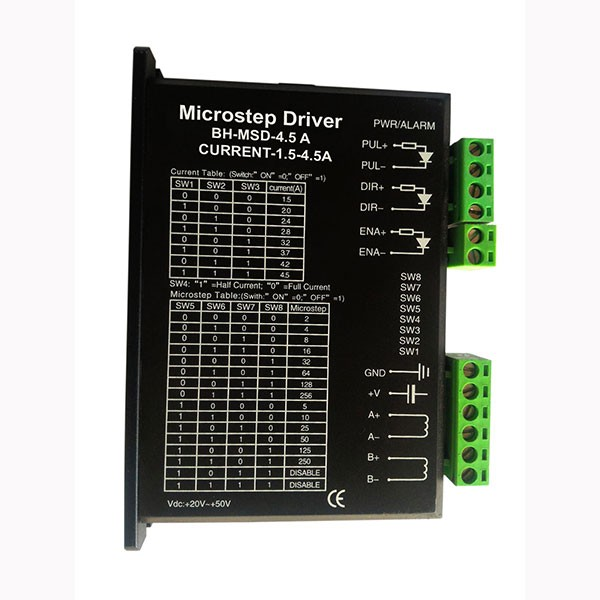 Microstep Driver
BH-MSD-4.5 A
CURRENT-1.5-4.5A
Current Table: (Switch:" ON" =0;" OFF" =1)
SW1 SW2 SW3 current(A)
0 0 0 1.5
1 0 0 2.0
0 1 0 2.4
1 1 0 2.8
0 0 1 3.2
1 0 1 3.7
0 1 1 4.2
1 1 1 4.5
SW4: "1" =Half Current; "0" =Full Current
Microstep Table:(Swith:" ON" =0;" OFF" =1)
SW5 SW6 SW7 SW8 Microstep
0 0 0 0 2
0 1 0 0 4
0 0 1 0 8
0 1 1 0 16
0 0 0 1 32
0 1 0 1 64
0 0 1 1 128
0 1 1 1 256
1 0 0 0 5
1 1 0 0 10
1 0 1 0 25
1 1 1 0 50
1 0 0 1 125
1 1 0 1 250
1 0 1 1 DISABLE
1 1 1 1 DISABLE
Vdc:+20V~+50V
CE
PWR/ALARM
PUL+
PUL-
DIR+
DIR-
ENA+
ENA-
SW8
SW7
SW6
SW5
SW4
SW3
SW2
SW1
GND
+V
A+
A-
B+
B-